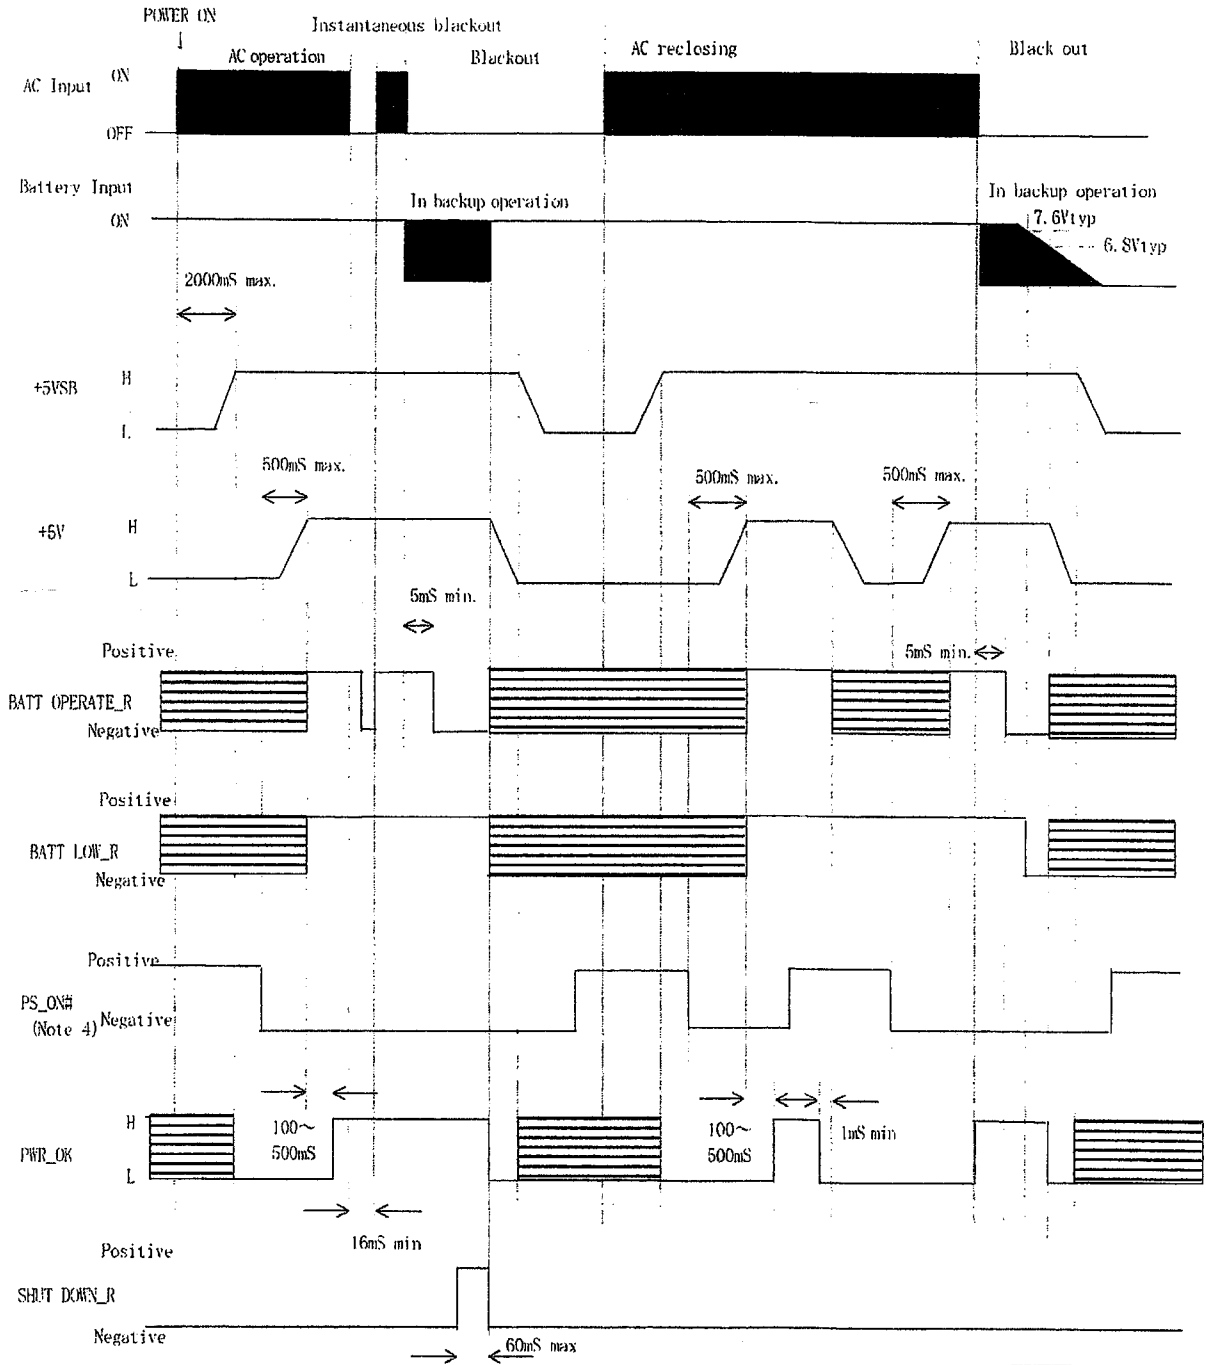 POWER ON
Instantaneous blackout
AC operation
Blackout
AC reclosing
Black out
AC Input
ON
OFF
Battery Input
ON
In backup operation
In backup operation
7.6Vtyp
6.8Vtyp
2000mS max.
+5VSB
H
L
500mS max.
500mS max.
500mS max.
+5V
H
L
5mS min.
5mS min.
Positive
BATT OPERATE_R
Negative
Positive
BATT LOW_R
Negative
Positive
PS_ON#
(Note 4)
Negative
H
PWR_OK
L
100~
500mS
100~
500mS
1mS min
16mS min
Positive
SHUT DOWN_R
Negative
60mS max